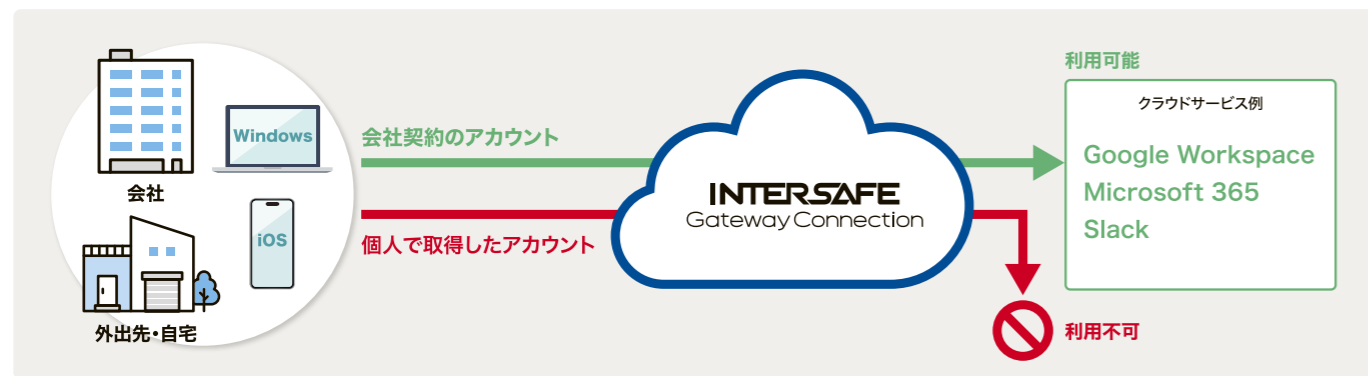 会社
Windows
iOS
外出先・自宅
会社契約のアカウント
個人で取得したアカウント
INTERSAFE
Gateway Connection
利用可能
クラウドサービス例
Google Workspace
Microsoft 365
Slack
利用不可